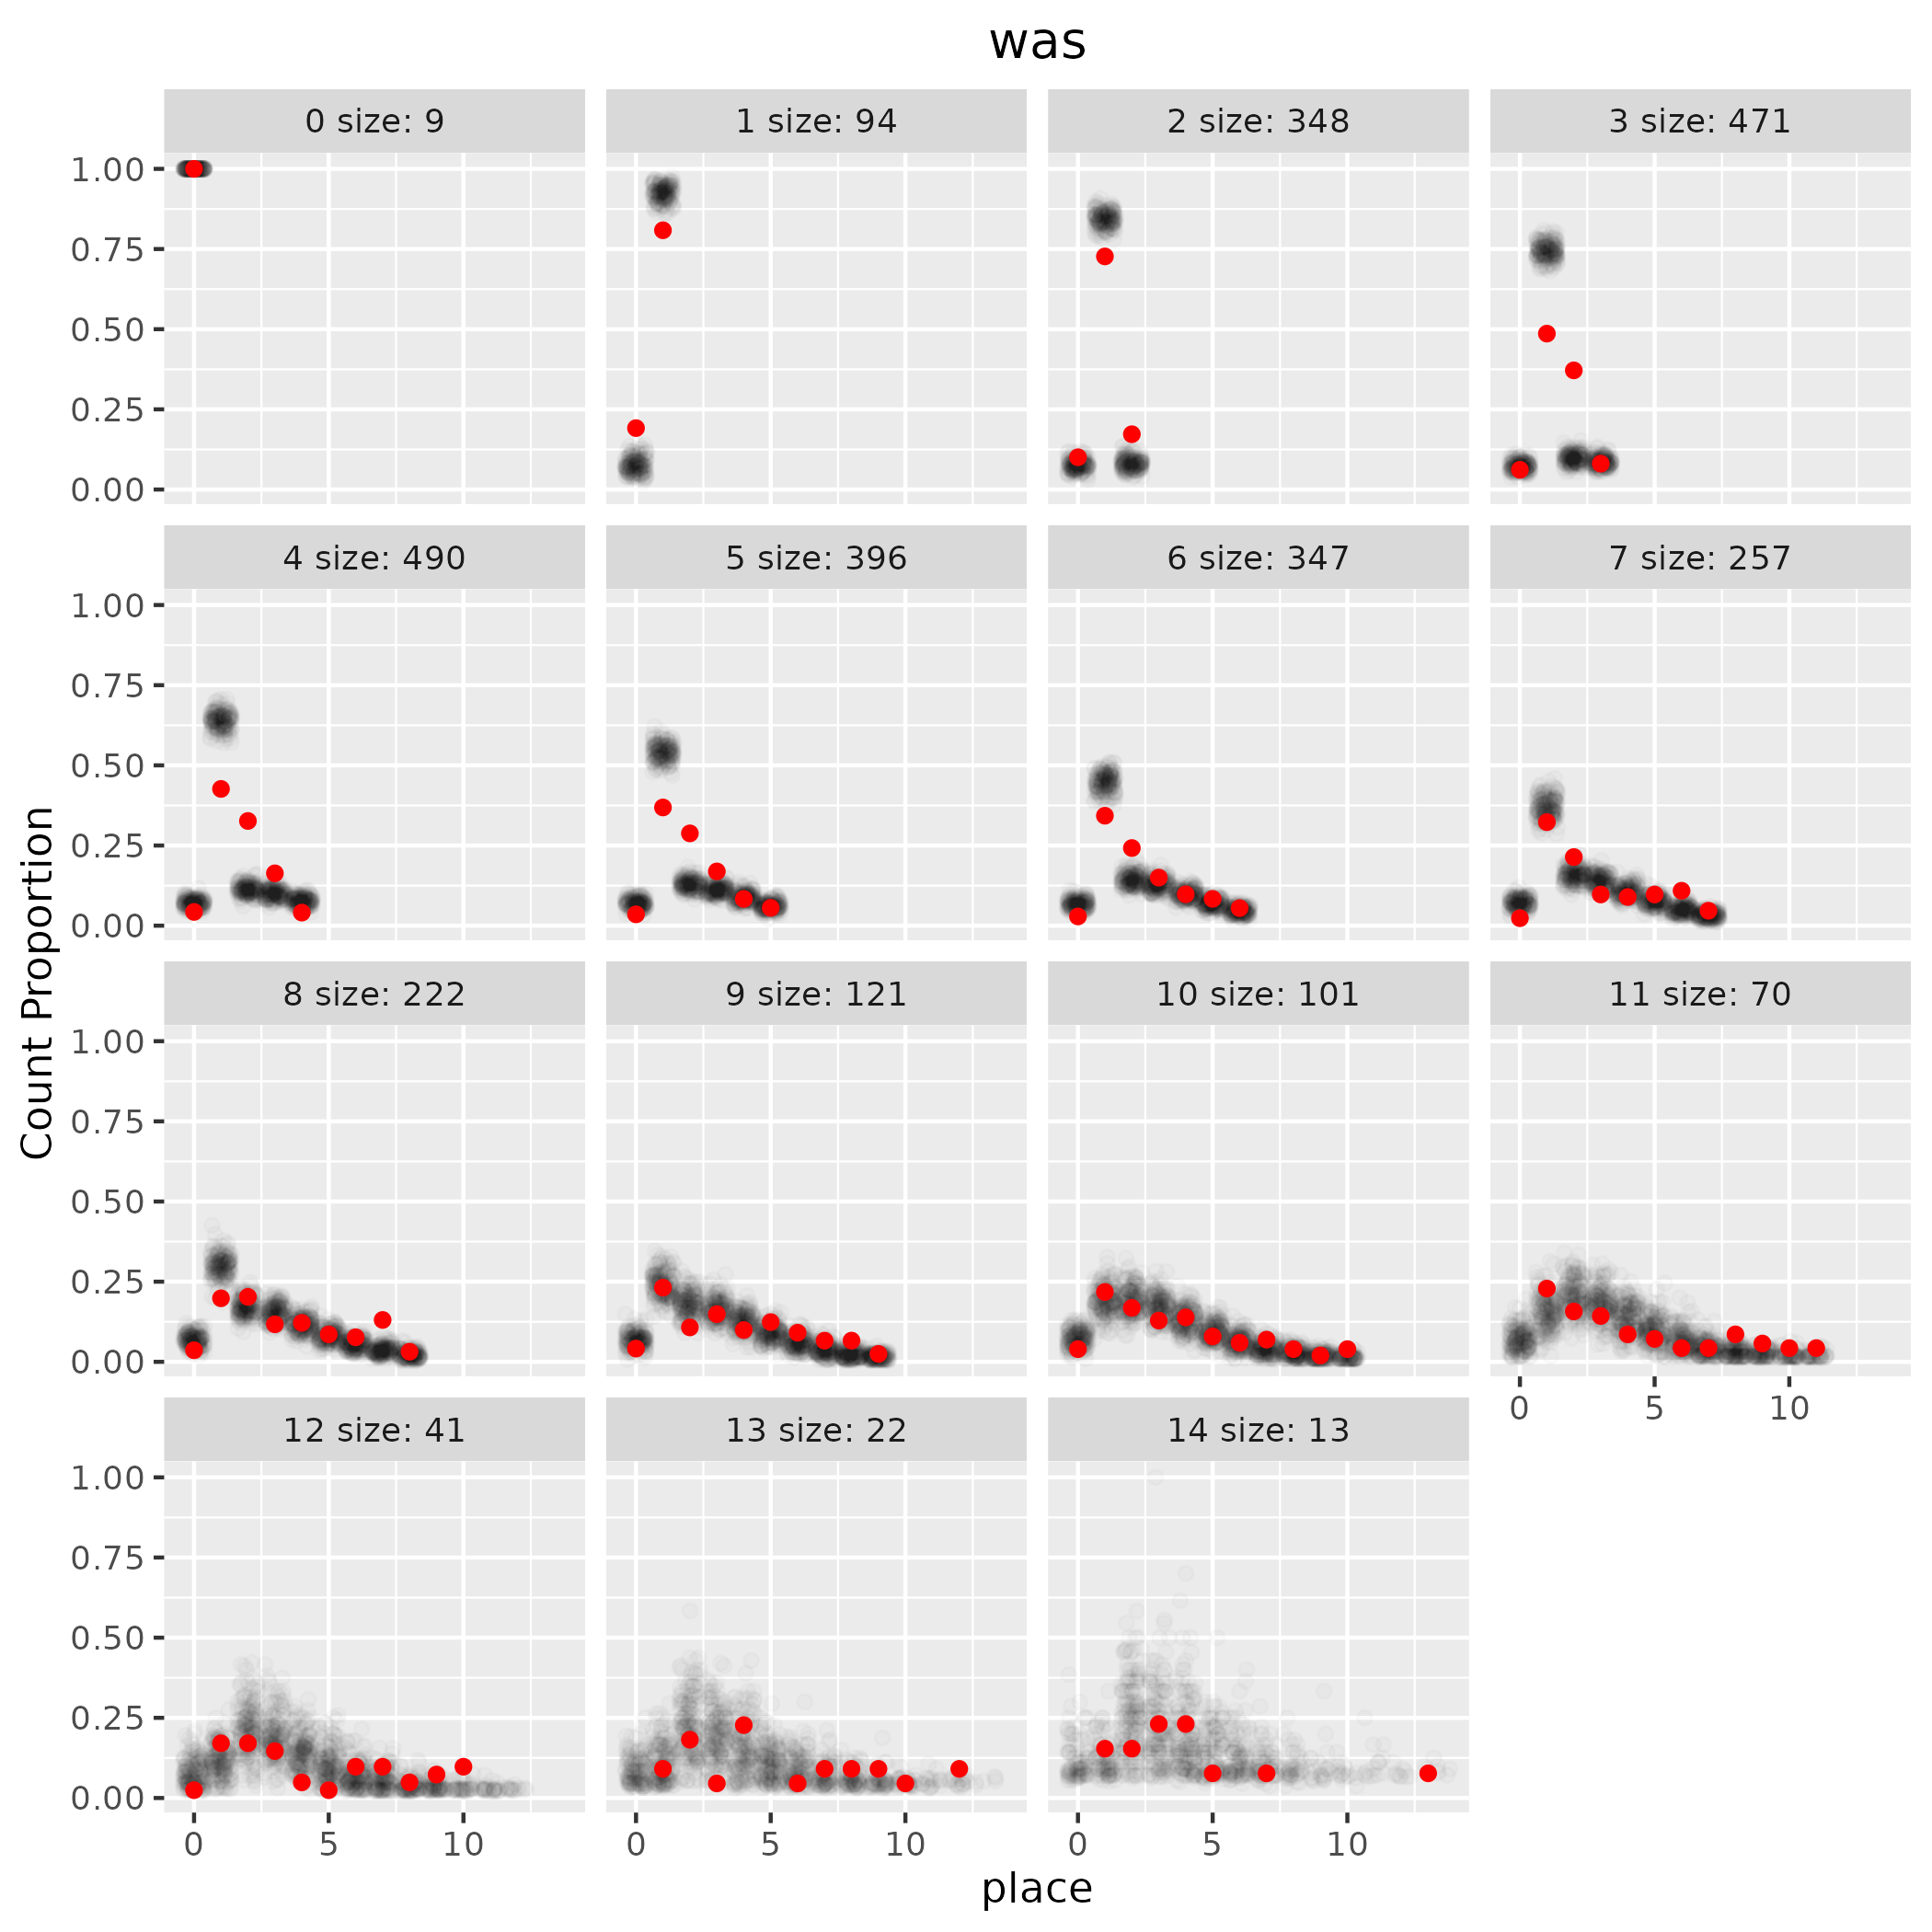 was
0 size: 9
1 size: 94
2 size: 348
3 size: 471
1.00
0.75
0.50
0.25
0.00
4 size: 490
5 size: 396
6 size: 347
7 size: 257
1.00
0.75
0.50
0.25
0.00
Count Proportion
8 size: 222
9 size: 121
10 size: 101
11 size: 70
1.00
0.75
0.50
0.25
0.00
0 5 10
12 size: 41
13 size: 22
14 size: 13
1.00
0.75
0.50
0.25
0.00
0 5 10
0 5 10
0 5 10
place